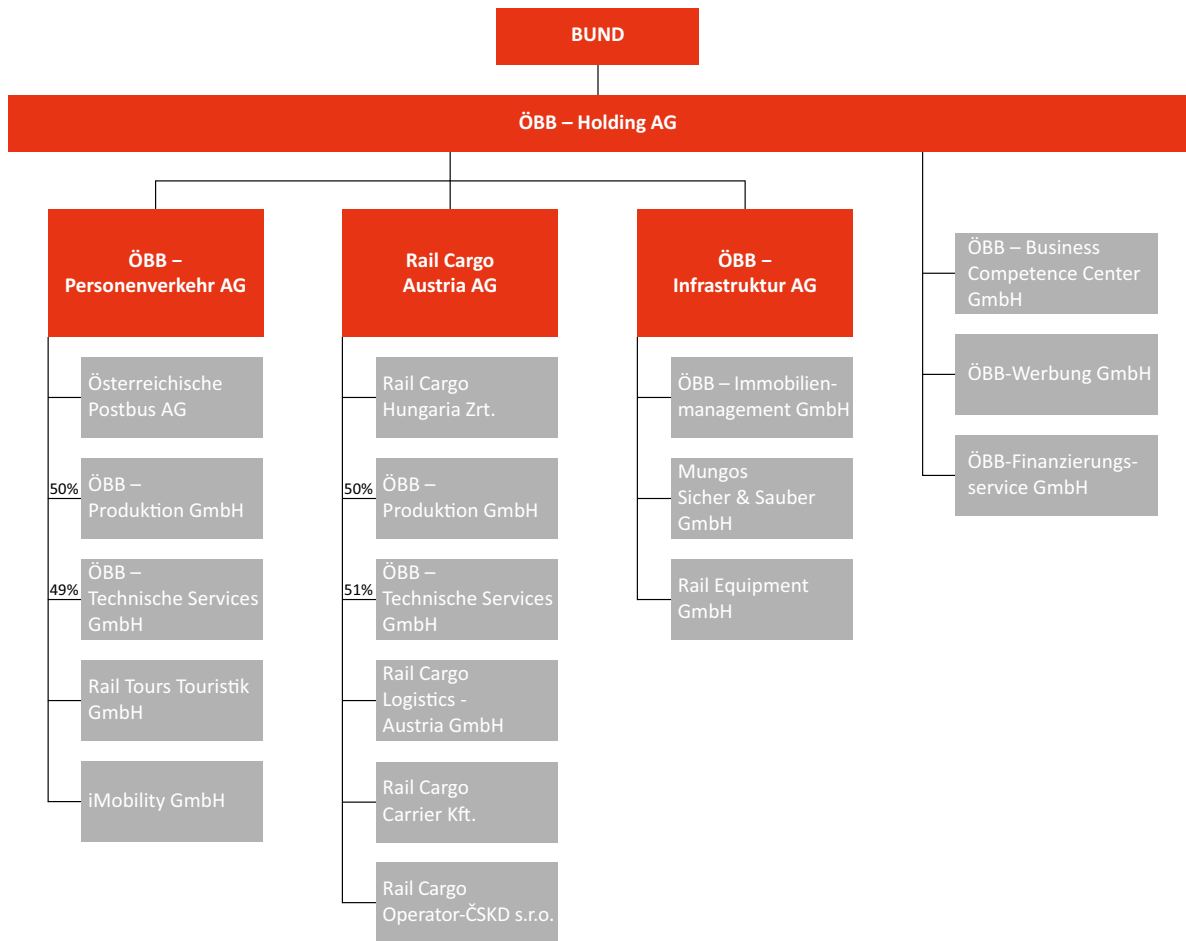 BUND
ÖBB – Holding AG
ÖBB –
Personenverkehr AG
Österreichische
Postbus AG
50%
ÖBB –
Produktion GmbH
49%
ÖBB –
Technische Services
GmbH
Rail Tours Touristik
GmbH
iMobility GmbH
Rail Cargo
Austria AG
Rail Cargo
Hungaria Zrt.
50%
ÖBB –
Produktion GmbH
51%
ÖBB –
Technische Services
GmbH
Rail Cargo
Logistics -
Austria GmbH
Rail Cargo
Carrier Kft.
Rail Cargo
Operator-ČSKD s.r.o.
ÖBB –
Infrastruktur AG
ÖBB – Immobilien-
management GmbH
Mungos
Sicher & Sauber
GmbH
Rail Equipment
GmbH
ÖBB – Business
Competence Center
GmbH
ÖBB-Werbung GmbH
ÖBB-Finanzierungs-
service GmbH